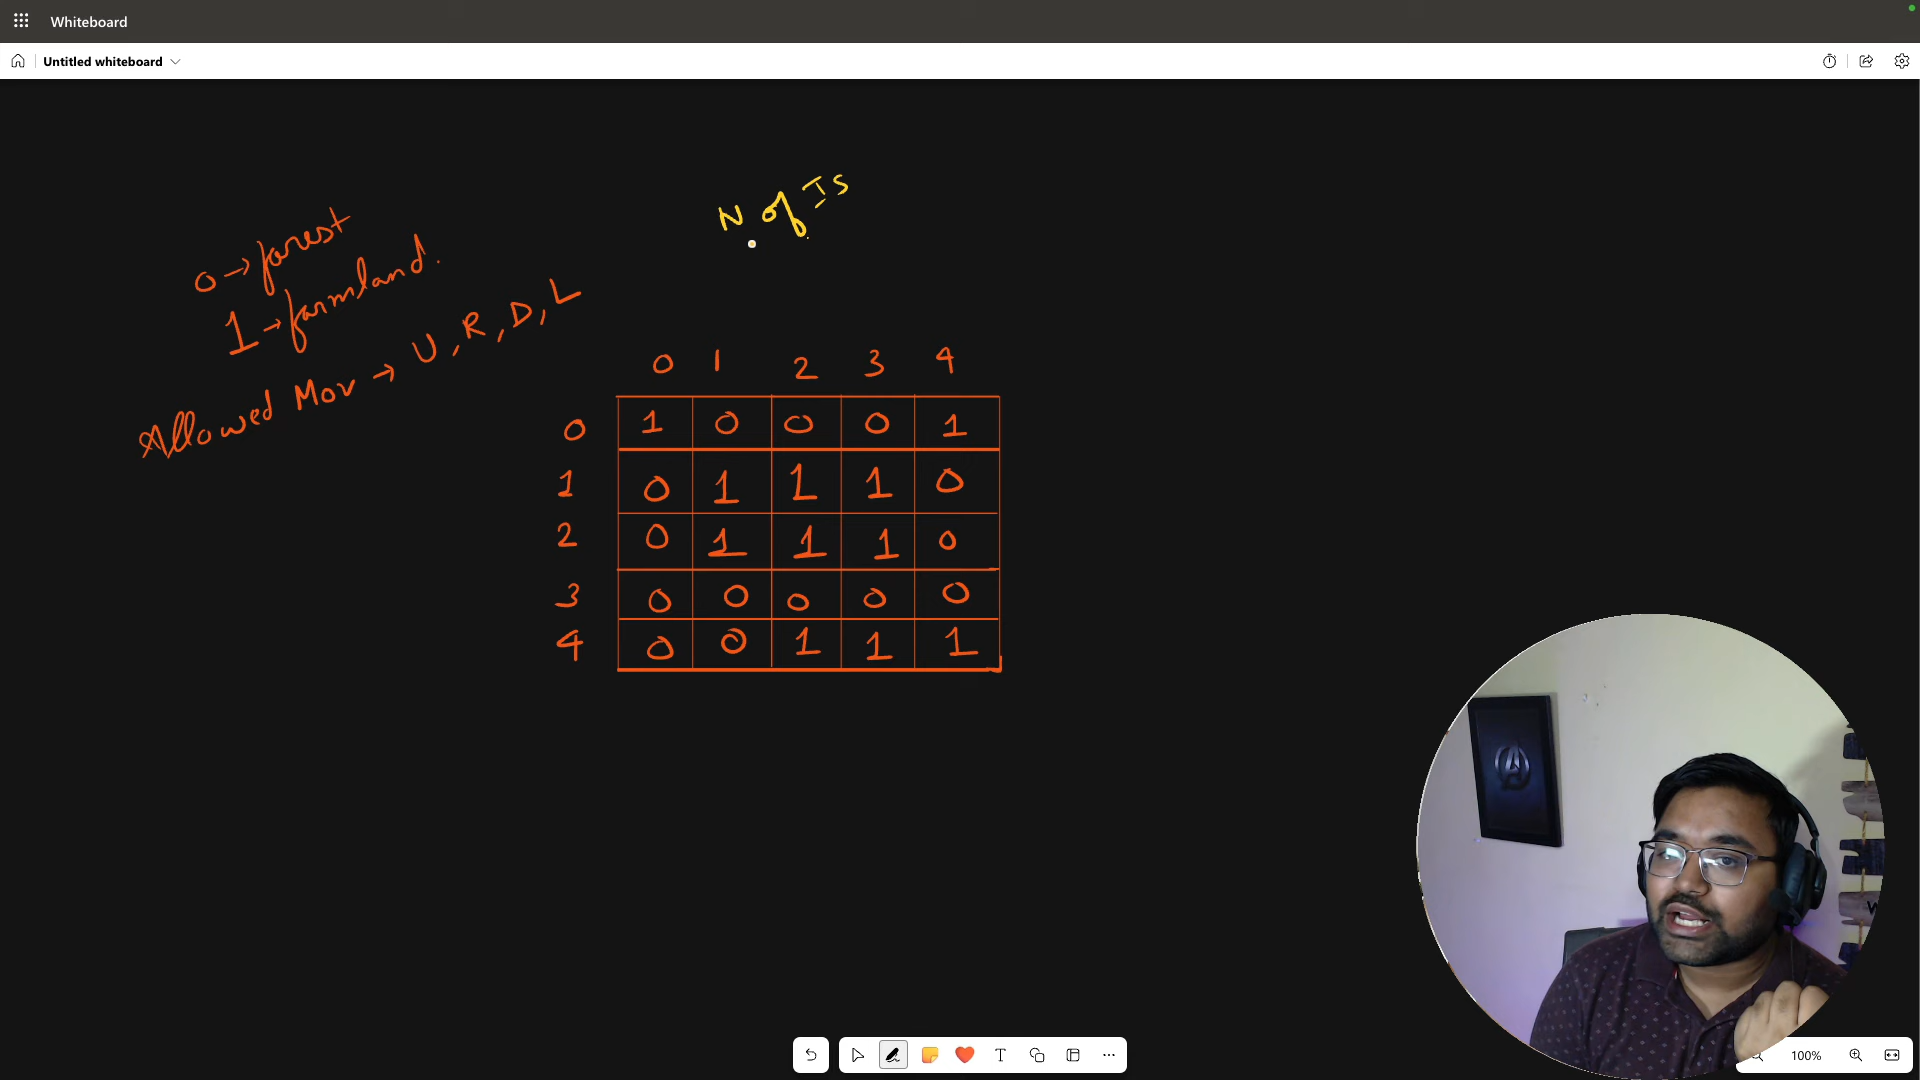 Whiteboard
Untitled whiteboard
N of Is
0 → forest
1 → farmland.
Allowed Mov → U, R, D, L
0 1 2 3 4
0 1 0 0 0 1
1 0 1 1 1 0
2 0 1 1 1 0
3 0 0 0 0 0
4 0 0 1 1 1
T
100%